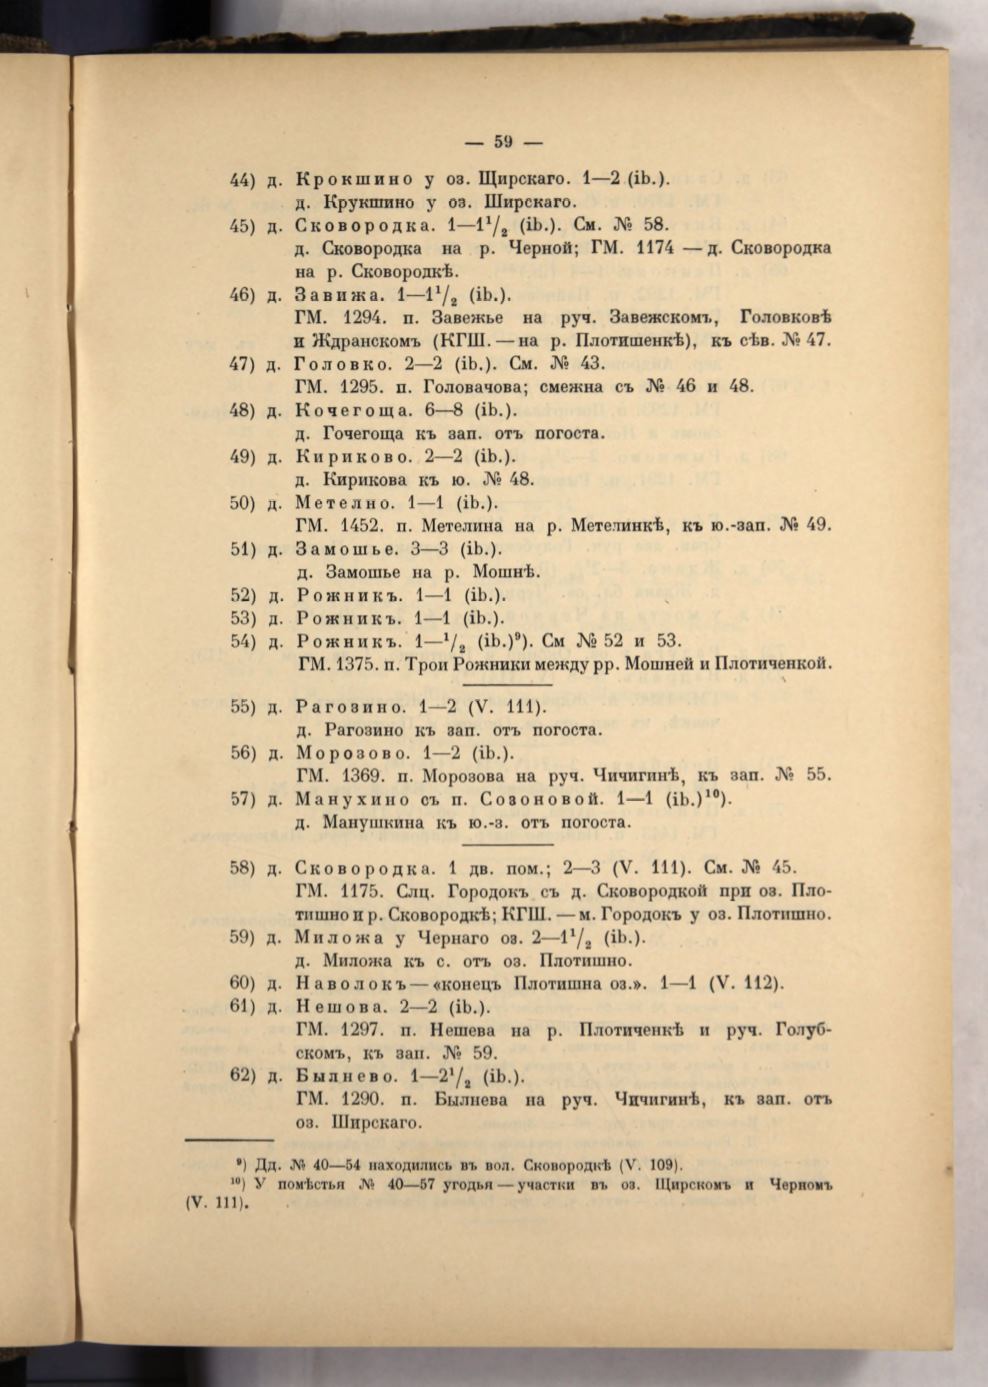 — 59 —
44) д. Крокшино у оз. Щирскаго. 1—2 (ib.).
д. Крукшино у оз. Ширскаго.
45) д. Сковородка. 1—1¹/₂ (ib.). См. № 58.
д. Сковородка на р. Черной; ГМ. 1174 — д. Сковородка
на р. Сковородкѣ.
46) д. Завижа. 1—1¹/₂ (ib.).
ГМ. 1294. п. Завежье на руч. Завежскомъ, Головковѣ
и Ждранскомъ (КГШ. — на р. Плотишенкѣ), къ сѣв. № 47.
47) д. Головко. 2—2 (ib.). См. № 43.
ГМ. 1295. п. Головачова; смежна съ № 46 и 48.
48) д. Кочегоща. 6—8 (ib.).
д. Гочегоща къ зап. отъ погоста.
49) д. Кириково. 2—2 (ib.).
д. Кирикова къ ю. № 48.
50) д. Метелно. 1—1 (ib.).
ГМ. 1452. п. Метелина на р. Метелинкѣ, къ ю.-зап. № 49.
51) д. Замошье. 3—3 (ib.).
д. Замошье на р. Мошнѣ.
52) д. Рожникъ. 1—1 (ib.).
53) д. Рожникъ. 1—1 (ib.).
54) д. Рожникъ. 1—¹/₂ (ib.)⁹). См № 52 и 53.
ГМ. 1375. п. Трои Рожники между рр. Мошней и Плотиченкой.
55) д. Рагозино. 1—2 (V. 111).
д. Рагозино къ зап. отъ погоста.
56) д. Морозово. 1—2 (ib.).
ГМ. 1369. п. Морозова на руч. Чичигинѣ, къ зап. № 55.
57) д. Манухино съ п. Созоновой. 1—1 (ib.)¹⁰).
д. Манушкина къ ю.-з. отъ погоста.
58) д. Сковородка. 1 дв. пом.; 2—3 (V. 111). См. № 45.
ГМ. 1175. Слц. Городокъ съ д. Сковородкой при оз. Пло-
тишно и р. Сковородкѣ; КГШ. — м. Городокъ у оз. Плотишно.
59) д. Миложа у Чернаго оз. 2—1¹/₂ (ib.).
д. Миложа къ с. отъ оз. Плотишно.
60) д. Наволокъ — «конецъ Плотишна оз.». 1—1 (V. 112).
61) д. Нешова. 2—2 (ib.).
ГМ. 1297. п. Нешева на р. Плотиченкѣ и руч. Голуб-
скомъ, къ зап. № 59.
62) д. Былнево. 1—2¹/₂ (ib.).
ГМ. 1290. п. Былнева на руч. Чичигинѣ, къ зап. отъ
оз. Ширскаго.
⁹) Дд. № 40—54 находились въ вол. Сковородкѣ (V. 109).
¹⁰) У помѣстья № 40—57 угодья — участки въ оз. Щирскомъ и Черномъ
(V. 111).